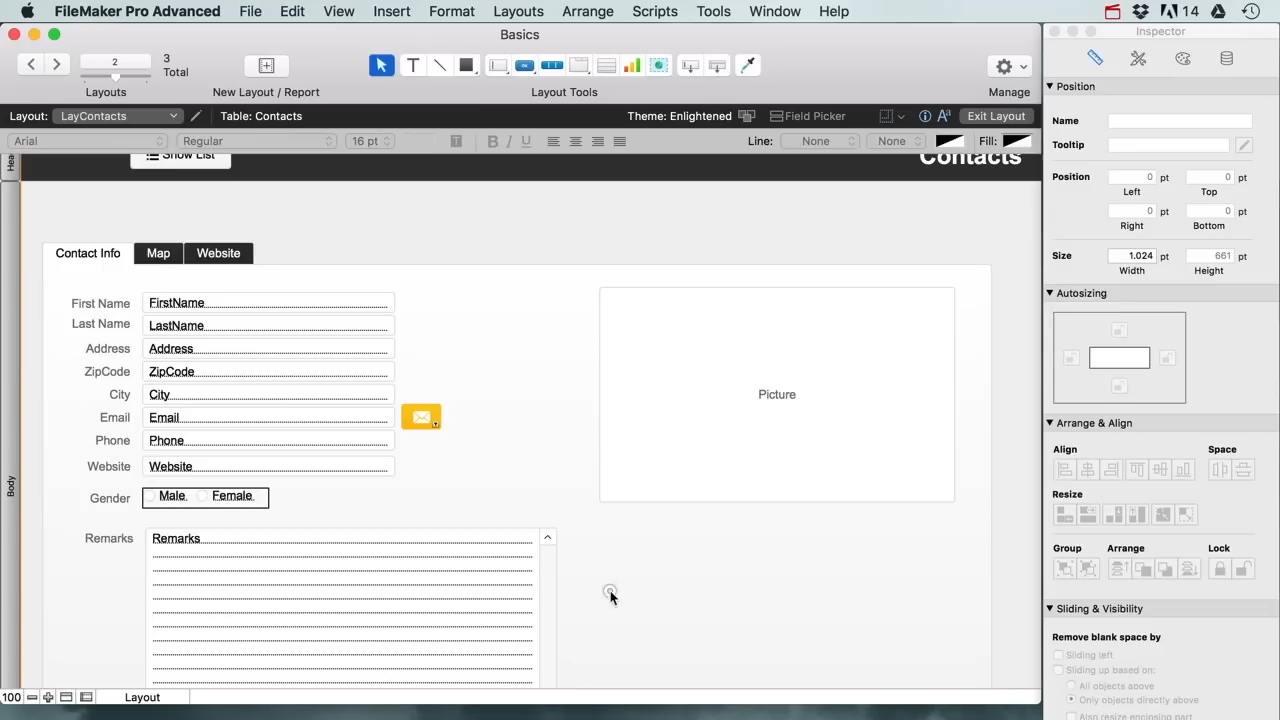 FileMaker Pro Advanced File Edit View Insert Format Layouts Arrange Scripts Tools Window Help 14
Basics
Inspector
2
3
Total
Layouts
New Layout / Report
Layout Tools
Manage
Layout: LayContacts
Table: Contacts
Theme: Enlightened
Field Picker
Exit Layout
Arial
Regular
16 pt
B I U
Line: None
None
Fill:
Show List
Contacts
Contact Info
Map
Website
First Name FirstName
Last Name LastName
Address Address
ZipCode ZipCode
City City
Email Email
Phone Phone
Website Website
Gender Male Female
Remarks Remarks
Picture
Body
100
Layout
Position
Name
Tooltip
Position 0 pt 0 pt
Left Top
0 pt 0 pt
Right Bottom
Size 1.024 pt 661 pt
Width Height
Autosizing
Arrange & Align
Align Space
Resize
Group Arrange Lock
Sliding & Visibility
Remove blank space by
Sliding left
Sliding up based on:
All objects above
Only objects directly above
Also resize enclosing part